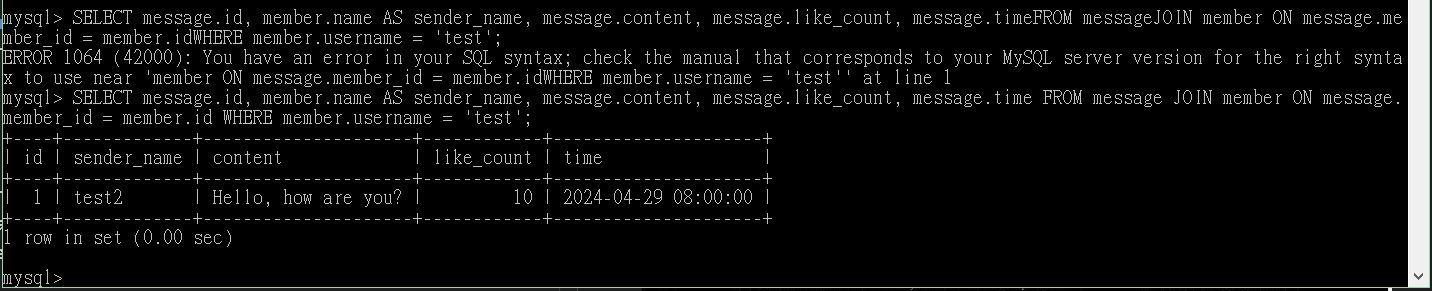 mysql> SELECT message.id, member.name AS sender_name, message.content, message.like_count, message.timeFROM messageJOIN member ON message.me
mber_id = member.idWHERE member.username = 'test';
ERROR 1064 (42000): You have an error in your SQL syntax; check the manual that corresponds to your MySQL server version for the right synta
x to use near 'member ON message.member_id = member.idWHERE member.username = 'test'' at line 1
mysql> SELECT message.id, member.name AS sender_name, message.content, message.like_count, message.time FROM message JOIN member ON message.
member_id = member.id WHERE member.username = 'test';
+----+-------------+---------------------+------------+---------------------+
| id | sender_name | content             | like_count | time                |
+----+-------------+---------------------+------------+---------------------+
|  1 | test2       | Hello, how are you? |         10 | 2024-04-29 08:00:00 |
+----+-------------+---------------------+------------+---------------------+
1 row in set (0.00 sec)
mysql>